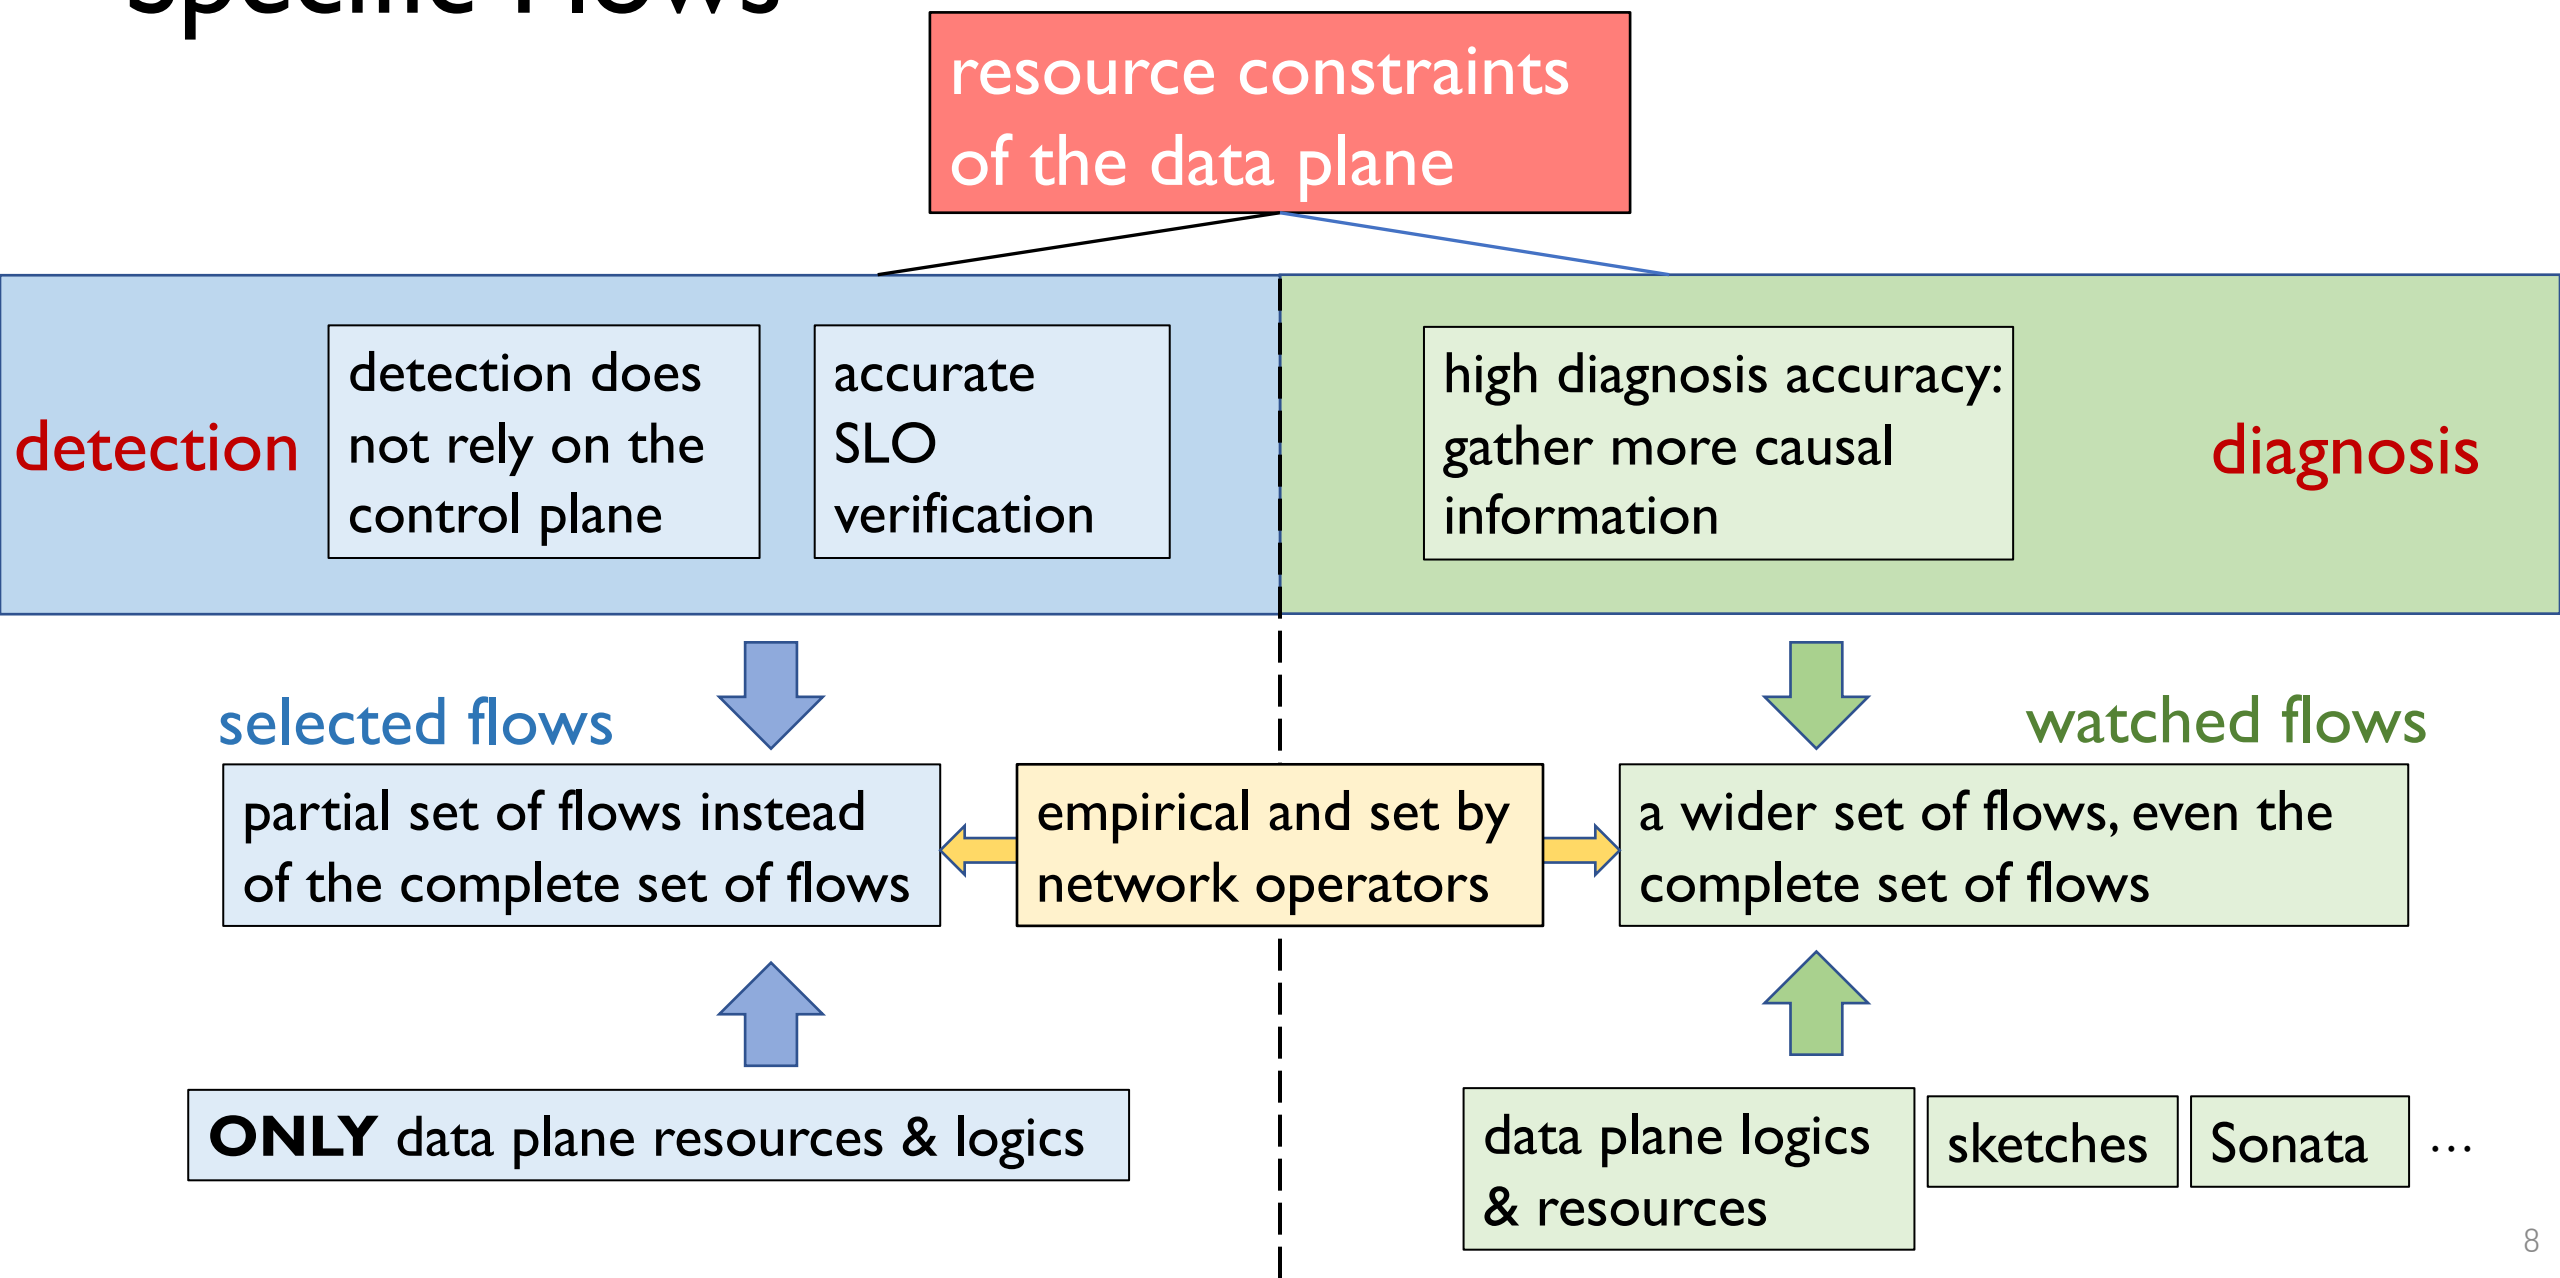 Specific Flows
resource constraints
of the data plane
detection
detection does
not rely on the
control plane
accurate
SLO
verification
high diagnosis accuracy:
gather more causal
information
diagnosis
selected flows
watched flows
partial set of flows instead
of the complete set of flows
empirical and set by
network operators
a wider set of flows, even the
complete set of flows
ONLY data plane resources & logics
data plane logics
& resources
sketches
Sonata
…
8